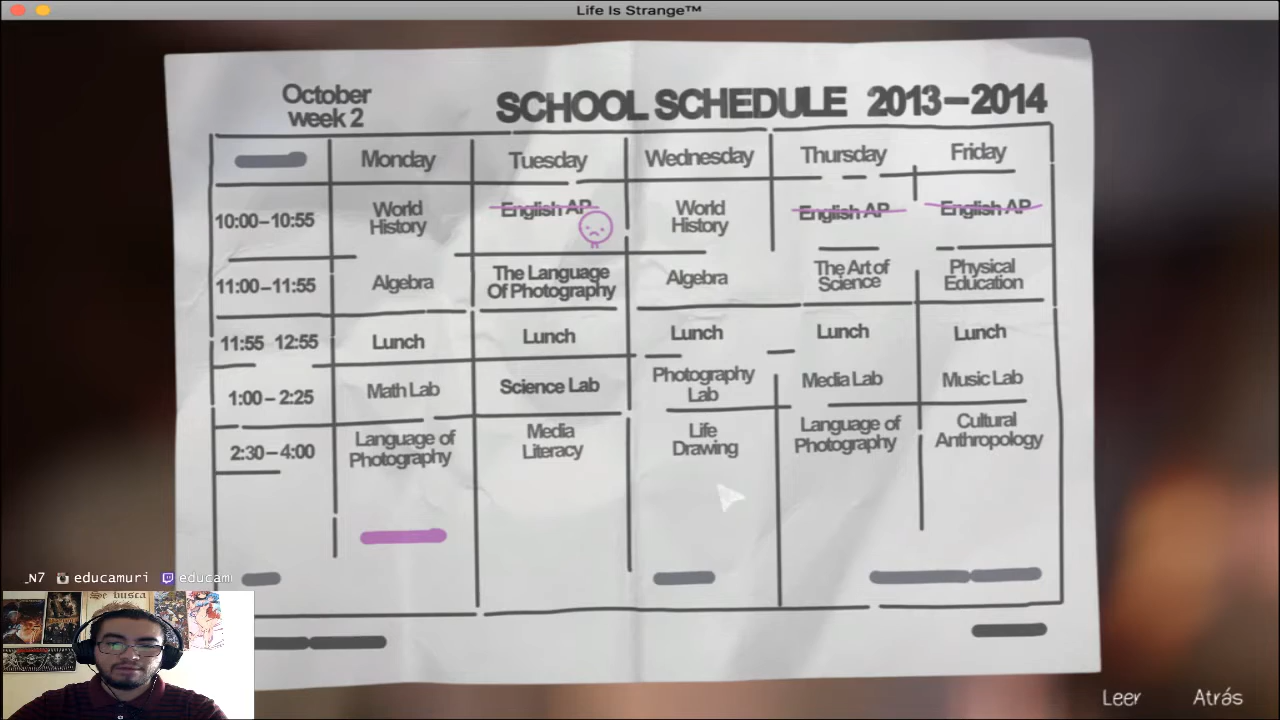 Life Is Strange™
October
week 2
SCHOOL SCHEDULE 2013-2014
Monday Tuesday Wednesday Thursday Friday
10:00-10:55 World History English AP World History English AP English AP
11:00-11:55 Algebra The Language Of Photography Algebra The Art of Science Physical Education
11:55 12:55 Lunch Lunch Lunch Lunch Lunch
1:00-2:25 Math Lab Science Lab Photography Lab Media Lab Music Lab
2:30-4:00 Language of Photography Media Literacy Life Drawing Language of Photography Cultural Anthropology
_N7 educamuri educam
Se busca
Leer Atrás